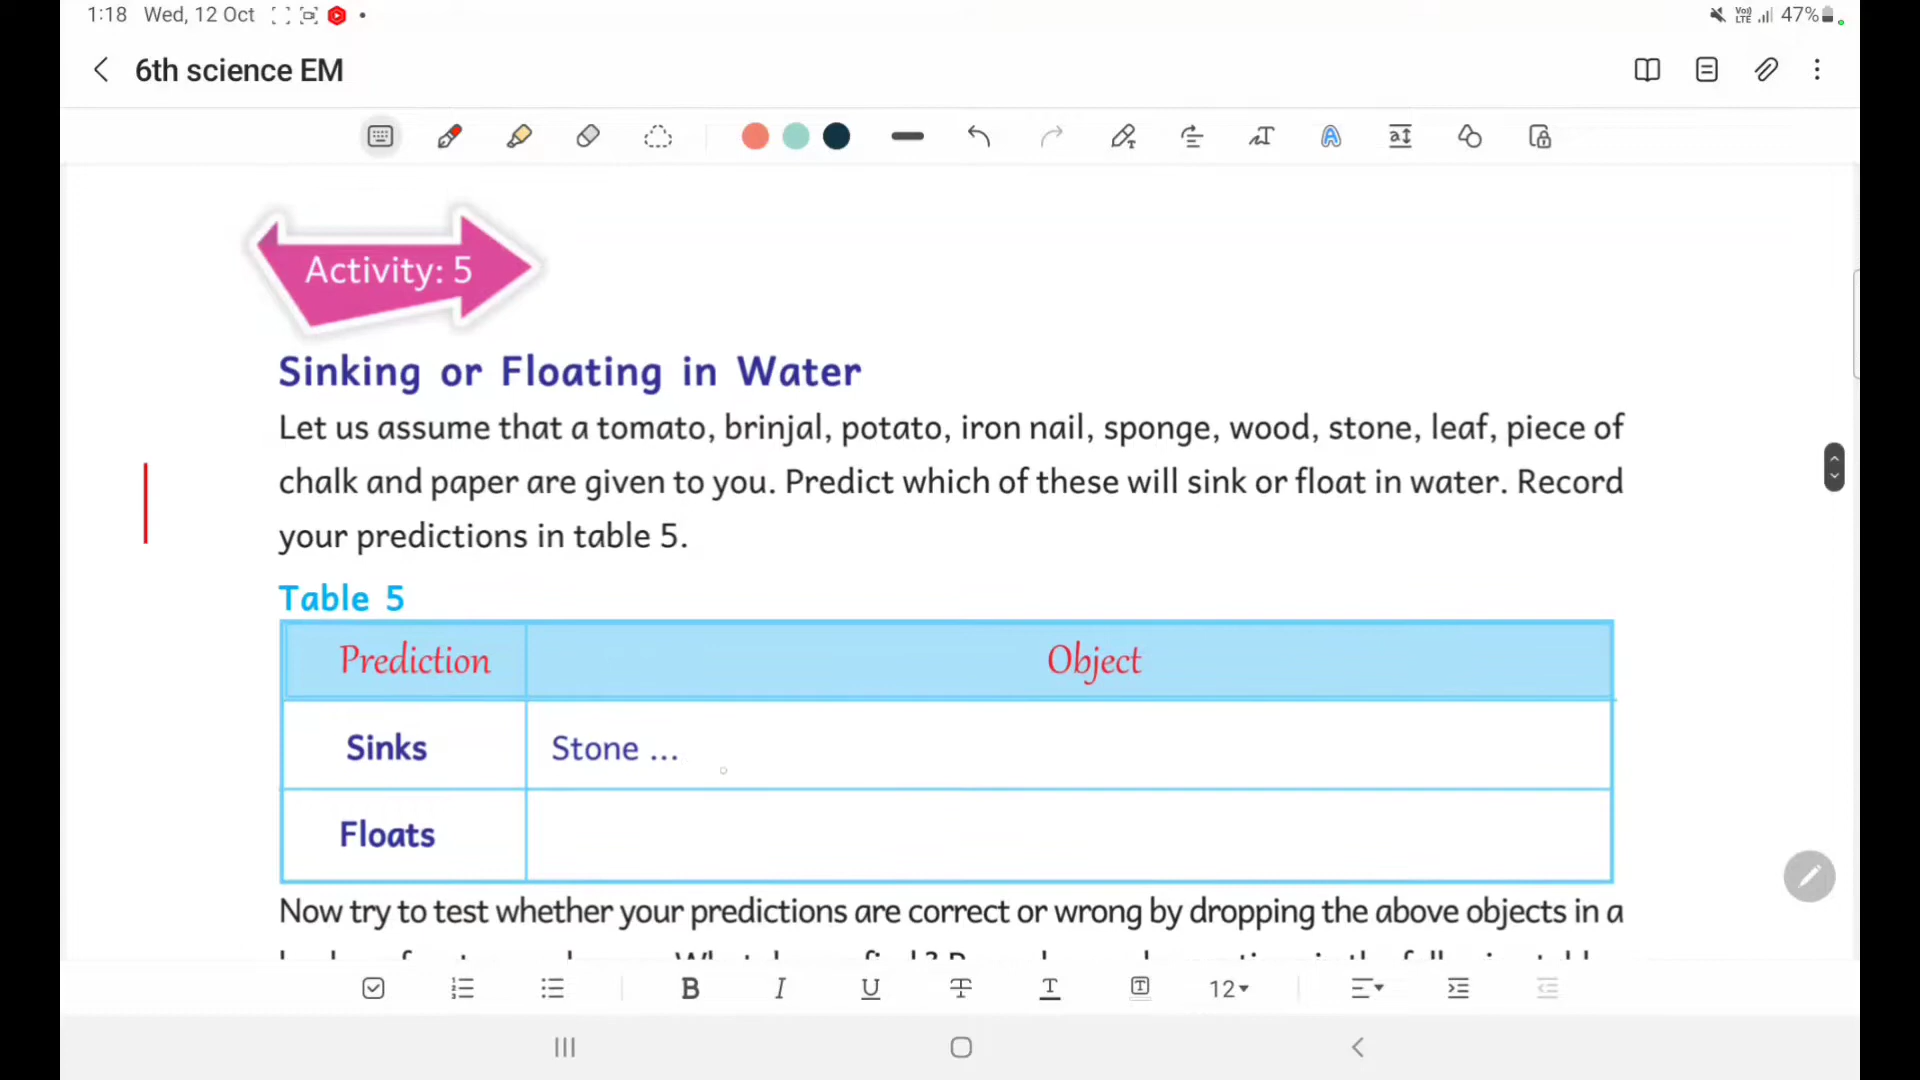 1:18 Wed, 12 Oct
Vo) LTE 47%
6th science EM
Activity: 5
Sinking or Floating in Water
Let us assume that a tomato, brinjal, potato, iron nail, sponge, wood, stone, leaf, piece of
chalk and paper are given to you. Predict which of these will sink or float in water. Record
your predictions in table 5.
Table 5
Prediction Object
Sinks Stone ...
Floats
Now try to test whether your predictions are correct or wrong by dropping the above objects in a
B I U T T T 12